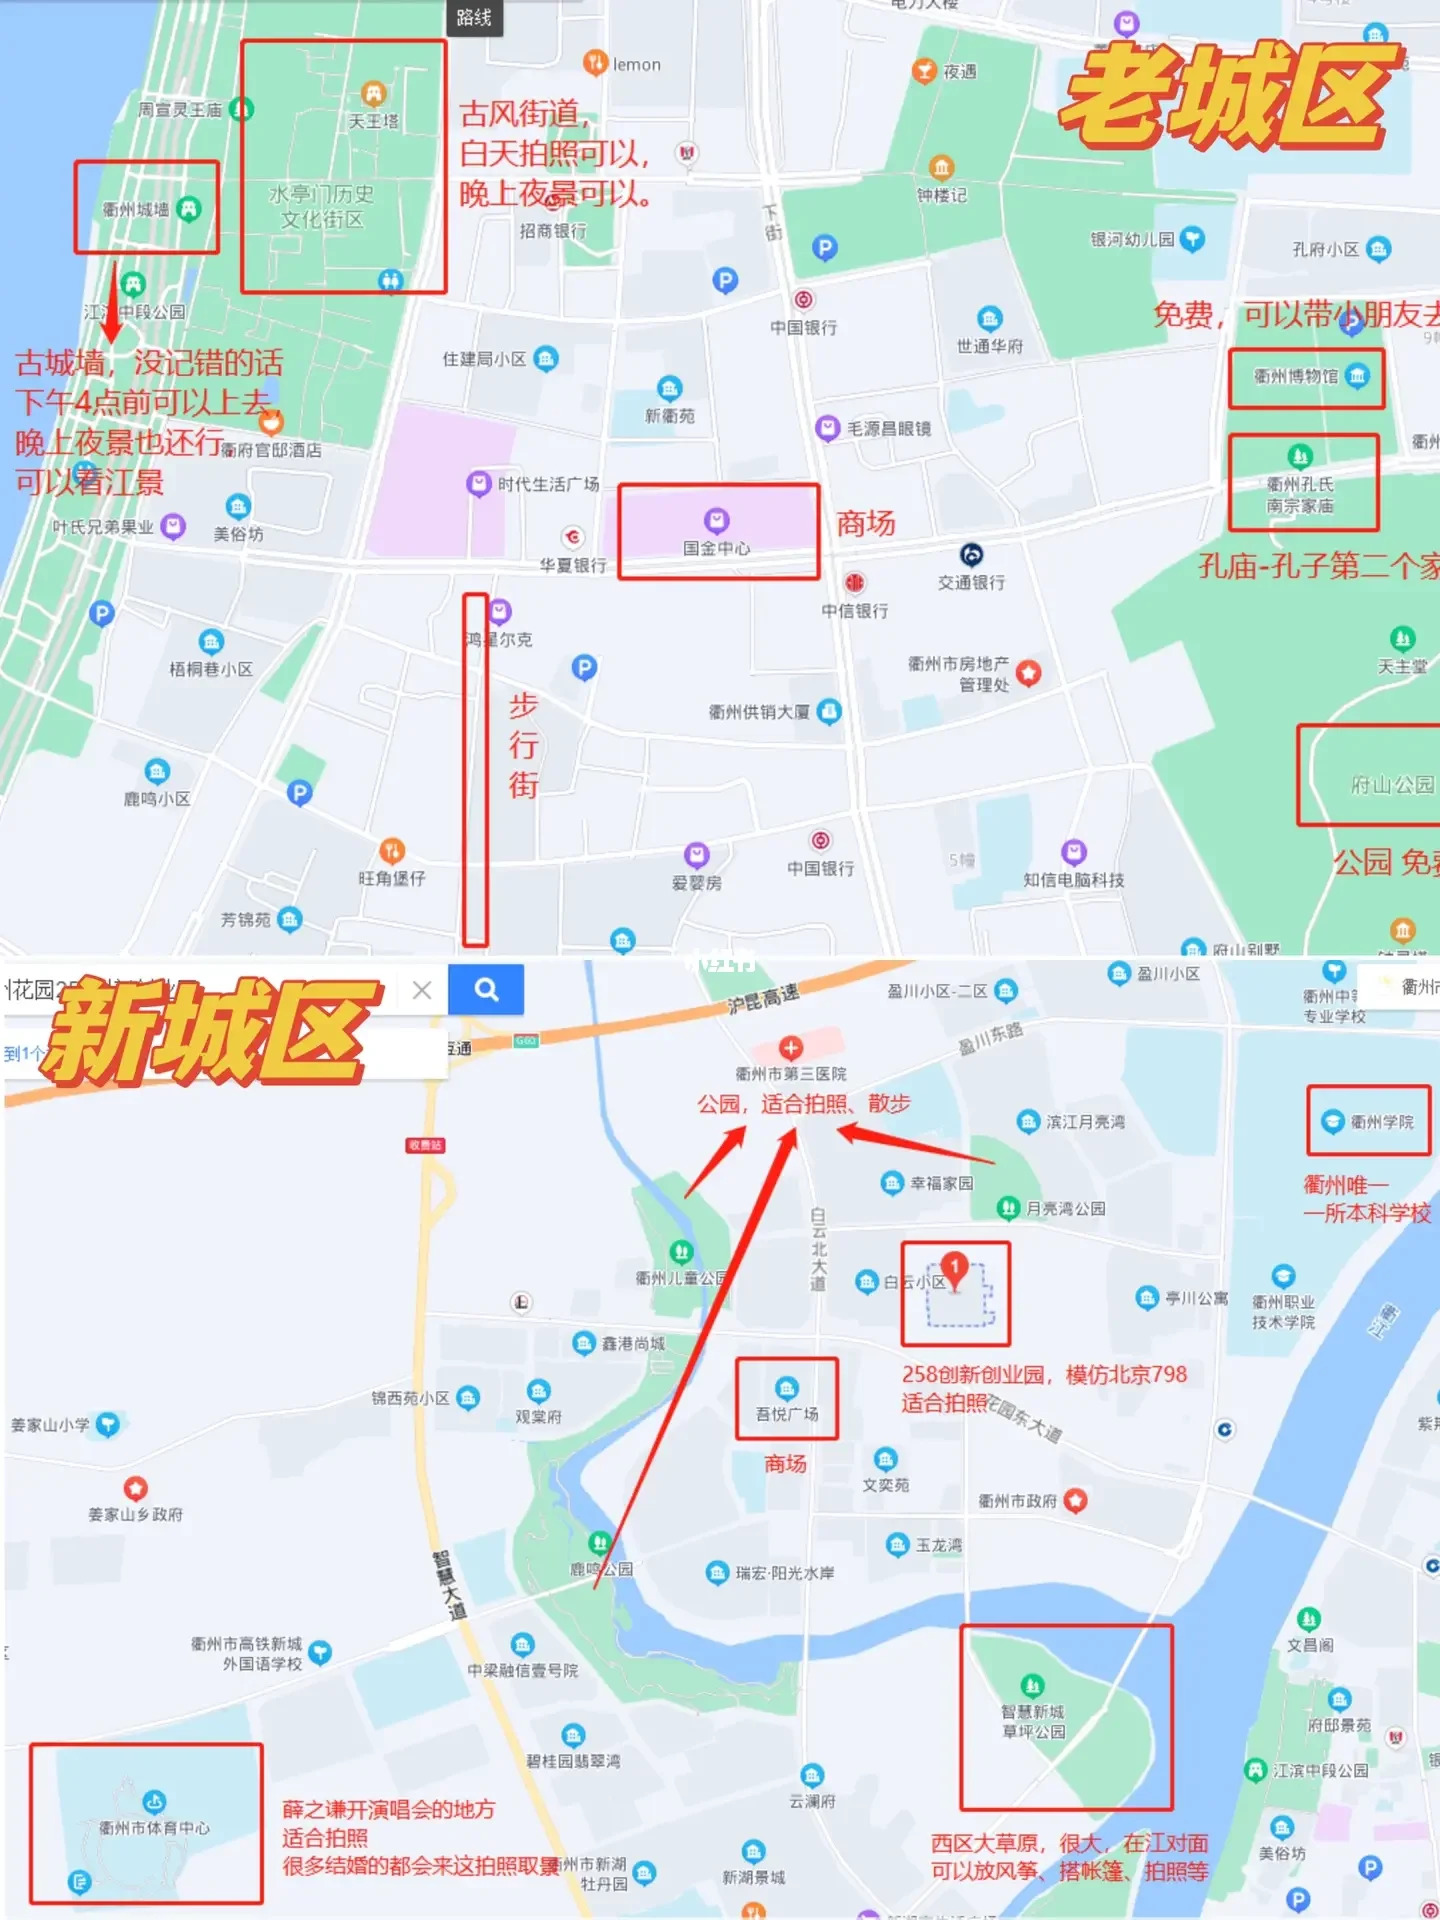 路线
电力大楼
老城区
lemon
夜遇
周宣灵王庙
天王塔
古风街道，
白天拍照可以，
晚上夜景可以。
衢州城墙
水亭门历史
文化街区
招商银行
下街
钟楼记
银河幼儿园
孔府小区
江滨中段公园
中国银行
世通华府
免费，可以带小朋友去
古城墙，没记错的话
下午4点前可以上去，
晚上夜景也还行，
可以看江景
住建局小区
新衢苑
衢州博物馆
毛源昌眼镜
衢府官邸酒店
时代生活广场
衢州孔氏
南宗家庙
叶氏兄弟果业
美俗坊
国金中心
商场
华夏银行
交通银行
孔庙-孔子第二个家
中信银行
鸿星尔克
梧桐巷小区
衢州市房地产
管理处
天主堂
步行街
衢州供销大厦
鹿鸣小区
府山公园
旺角堡仔
爱婴房
中国银行
5幢
知信电脑科技
公园 免费
芳锦苑
府山别墅
小红书
新城区
沪昆高速
盈川小区-二区
盈川小区
衢州中等
专业学校
衢州市
到1个
互通
G60
盈川东路
衢州市第三医院
公园，适合拍照、散步
收费站
滨江月亮湾
衢州学院
幸福家园
衢州唯一
一所本科学校
月亮湾公园
白云北大道
衢州儿童公园
白云小区
1
亭川公寓
衢州职业
技术学院
衢江
鑫港尚城
258创新创业园，模仿北京798
适合拍照
花园东大道
锦西苑小区
观棠府
吾悦广场
姜家山小学
商场
文奕苑
姜家山乡政府
衢州市政府
玉龙湾
鹿鸣公园
瑞宏·阳光水岸
智慧大道
衢州市高铁新城
外国语学校
中梁融信壹号院
文昌阁
智慧新城
草坪公园
府邸景苑
碧桂园翡翠湾
江滨中段公园
云澜府
衢州市体育中心
薛之谦开演唱会的地方
适合拍照
很多结婚的都会来这拍照取景
衢州市新湖
牡丹园
新湖景城
西区大草原，很大，在江对面
可以放风筝、搭帐篷、拍照等
美俗坊